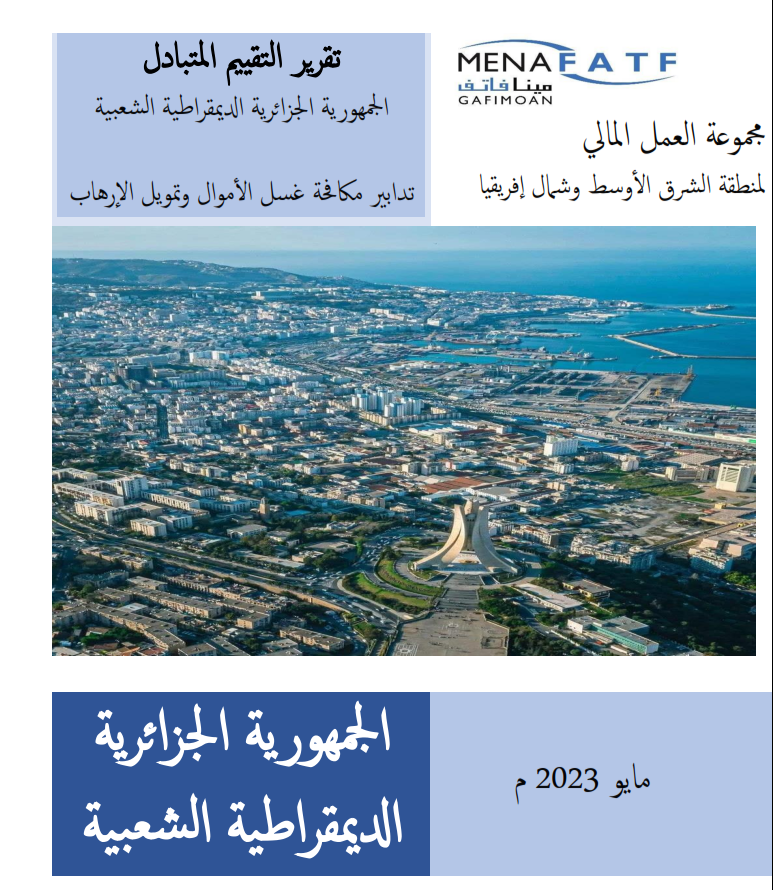 تقرير التقييم المتبادل
الجمهورية الجزائرية الديمقراطية الشعبية
تدابير مكافحة غسل الأموال وتمويل الإرهاب
MENAFATF
مينافاتف
GAFIMOAN
مجموعة العمل المالي
لمنطقة الشرق الأوسط وشمال إفريقيا
الجمهورية الجزائرية
الديمقراطية الشعبية
مايو 2023 م